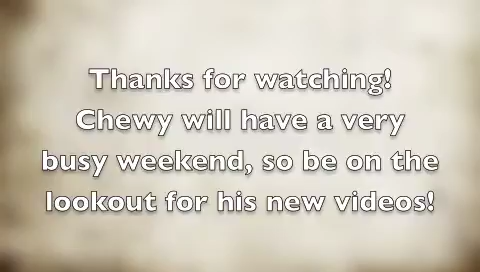 Thanks for watching!
Chewy will have a very
busy weekend, so be on the
lookout for his new videos!